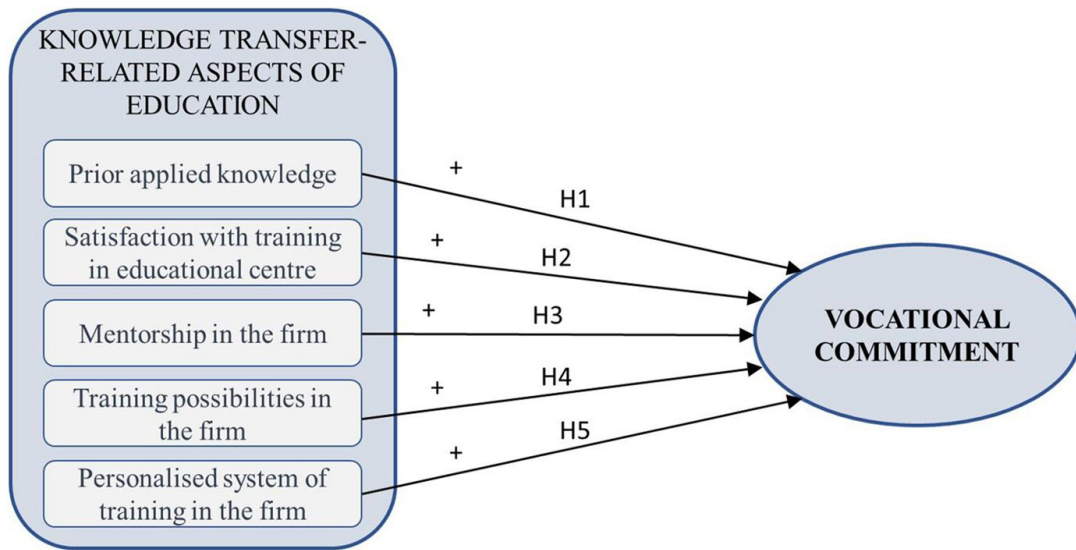 KNOWLEDGE TRANSFER-
RELATED ASPECTS OF
EDUCATION
Prior applied knowledge
+
H1
Satisfaction with training
in educational centre
+
H2
Mentorship in the firm
+
H3
Training possibilities in
the firm
+
H4
Personalised system of
training in the firm
+
H5
VOCATIONAL
COMMITMENT